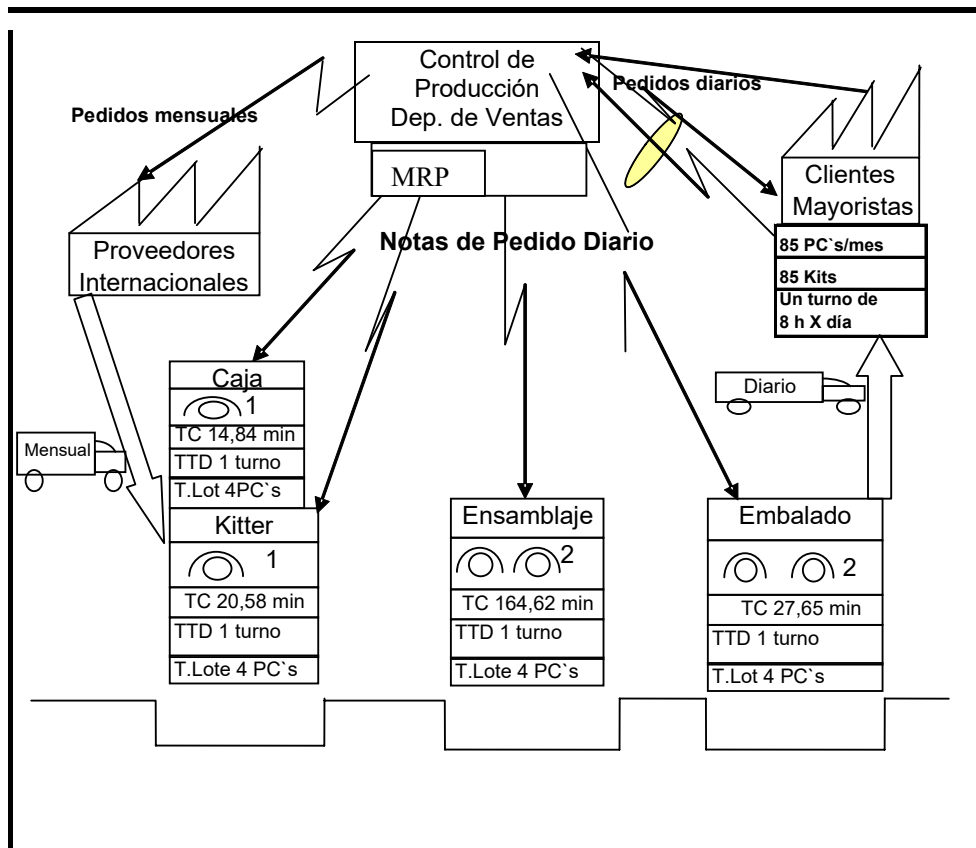 Control de
Producción
Dep. de Ventas
Pedidos mensuales
Pedidos diarios
MRP
Clientes
Mayoristas
Notas de Pedido Diario
85 PC`s/mes
85 Kits
Un turno de
8 h X día
Proveedores
Internacionales
Caja
1
TC 14,84 min
TTD 1 turno
T.Lot 4PC`s
Mensual
Diario
Kitter
1
TC 20,58 min
TTD 1 turno
T.Lote 4 PC`s
Ensamblaje
2
TC 164,62 min
TTD 1 turno
T.Lote 4 PC`s
Embalado
2
TC 27,65 min
TTD 1 turno
T.Lot 4 PC`s